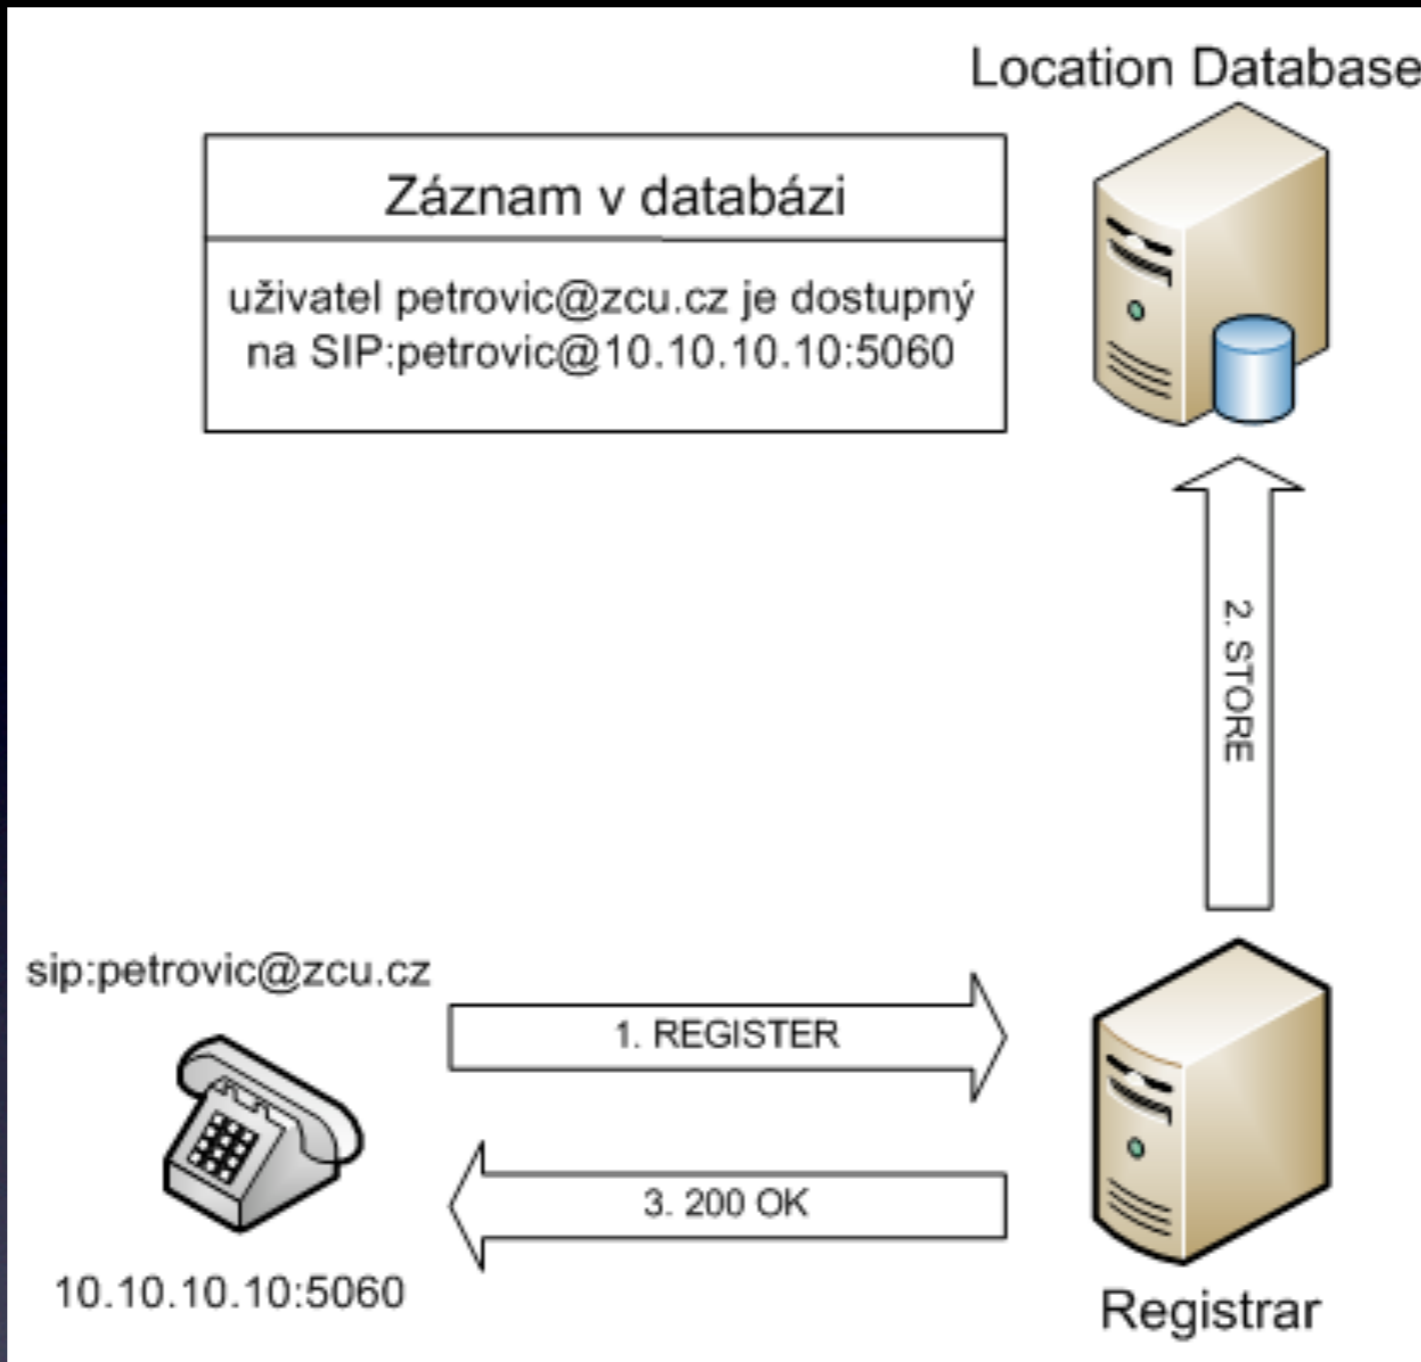 Location Database
Záznam v databázi
uživatel petrovic@zcu.cz je dostupný
na SIP:petrovic@10.10.10.10:5060
2. STORE
sip:petrovic@zcu.cz
1. REGISTER
3. 200 OK
10.10.10.10:5060
Registrar